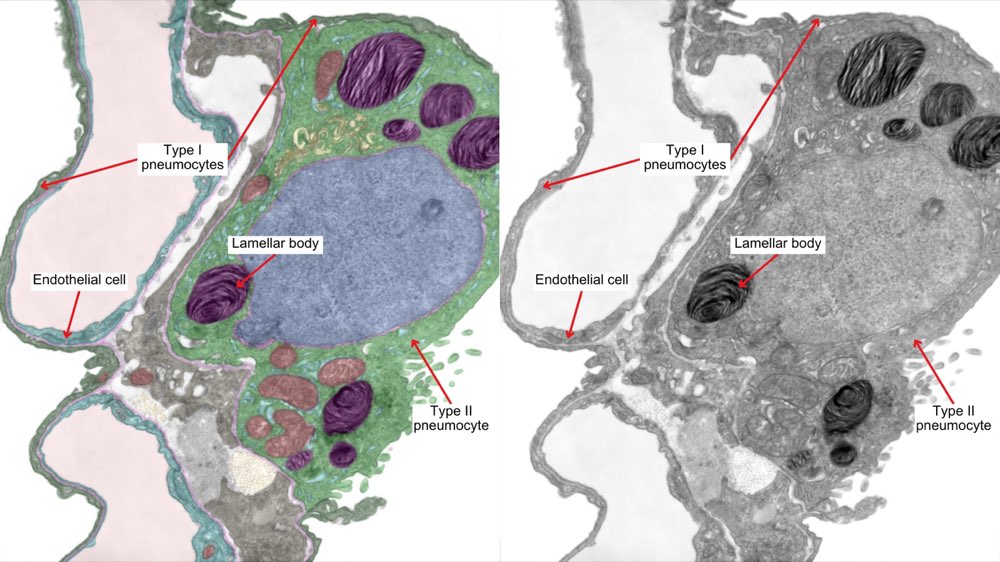 Type I
pneumocytes
Lamellar body
Endothelial cell
Type II
pneumocyte
Type I
pneumocytes
Lamellar body
Endothelial cell
Type II
pneumocyte